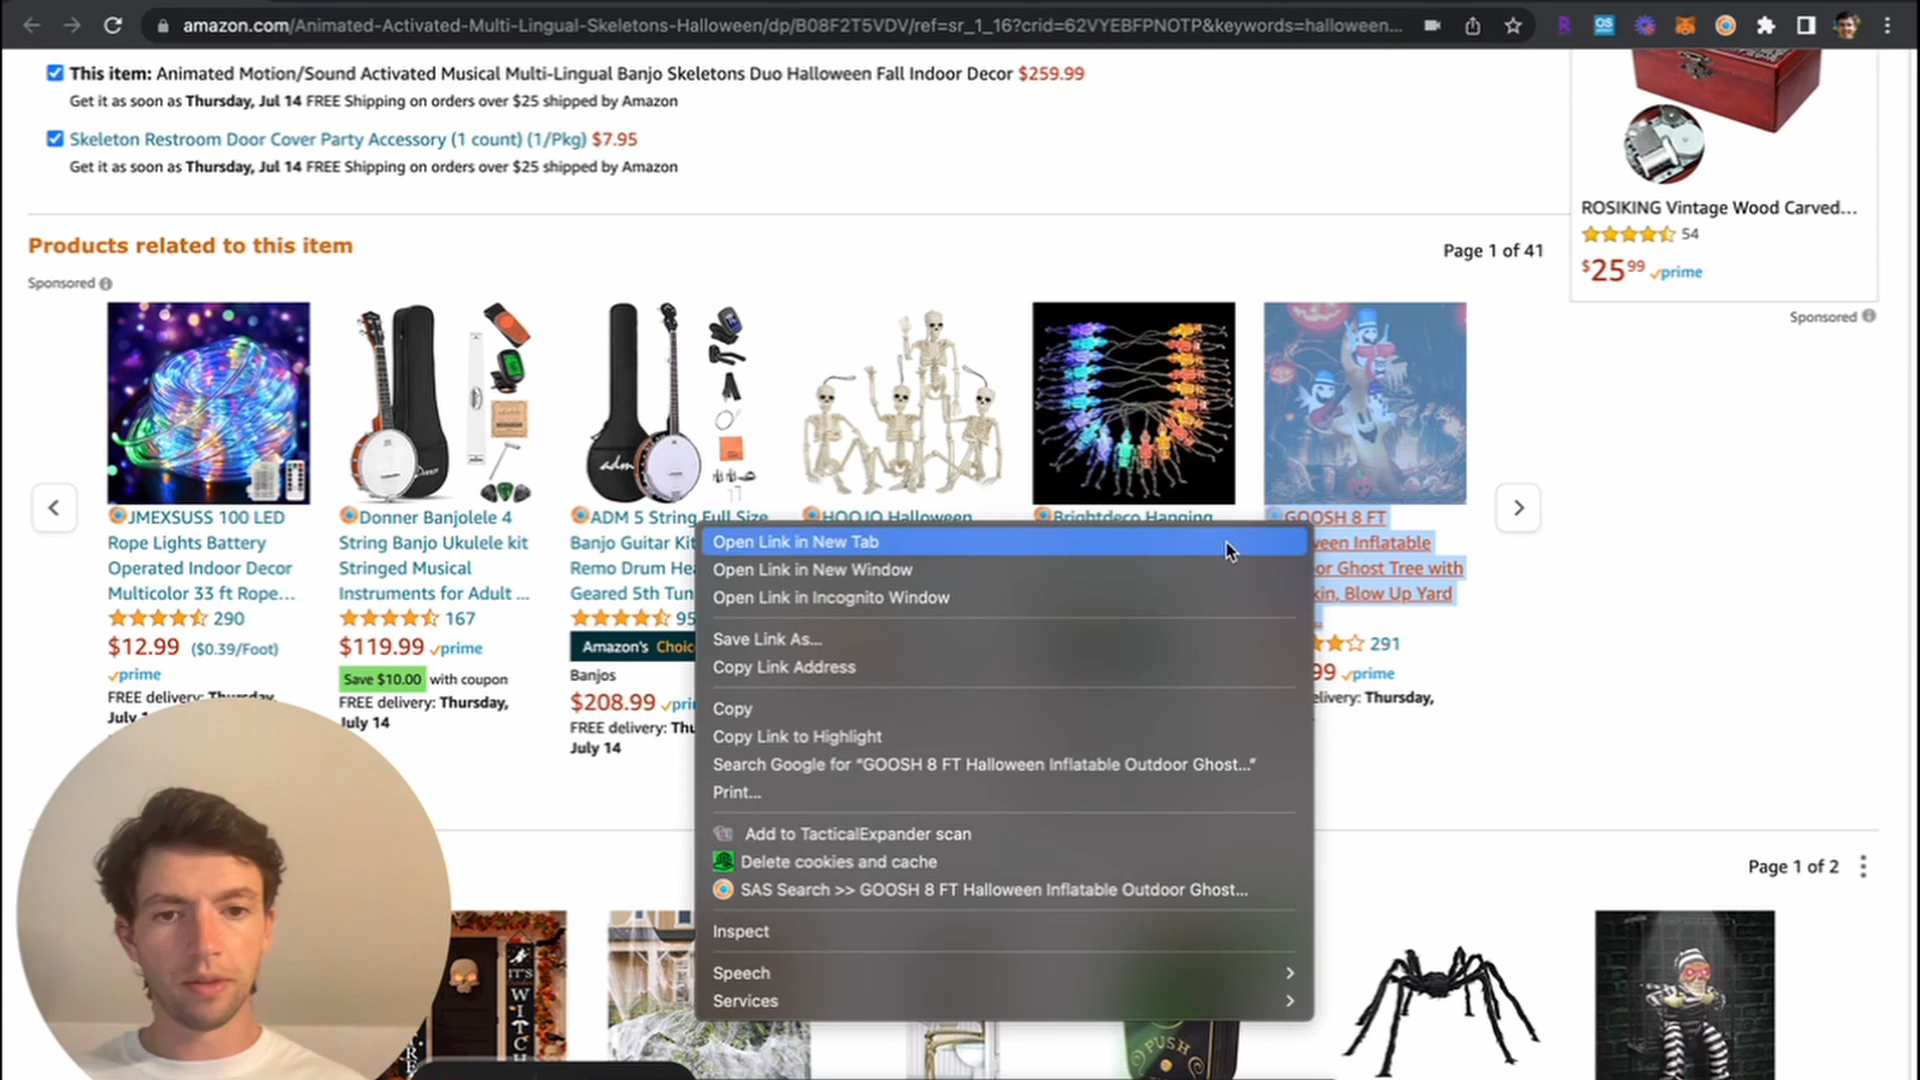 amazon.com/Animated-Activated-Multi-Lingual-Skeletons-Halloween/dp/B08F2T5VDV/ref=sr_1_16?crid=62VYEBFPNOTP&keywords=halloween...
This item: Animated Motion/Sound Activated Musical Multi-Lingual Banjo Skeletons Duo Halloween Fall Indoor Decor $259.99
Get it as soon as Thursday, Jul 14 FREE Shipping on orders over $25 shipped by Amazon
Skeleton Restroom Door Cover Party Accessory (1 count) (1/Pkg) $7.95
Get it as soon as Thursday, Jul 14 FREE Shipping on orders over $25 shipped by Amazon
ROSIKING Vintage Wood Carved...
54
$25 99 prime
Sponsored
Products related to this item
Page 1 of 41
Sponsored
JMEXSUSS 100 LED
Rope Lights Battery
Operated Indoor Decor
Multicolor 33 ft Rope...
290
$12.99 ($0.39/Foot)
prime
FREE delivery: Thursday,
July 1
Donner Banjolele 4
String Banjo Ukulele kit
Stringed Musical
Instruments for Adult ...
167
$119.99 prime
Save $10.00 with coupon
FREE delivery: Thursday,
July 14
adm
ADM 5 String Full Size
Banjo Guitar Kit
Remo Drum Hea
Geared 5th Tun
95
Amazon's Choic
Banjos
$208.99 pri
FREE delivery: Thu
July 14
HOOJO Halloween
Brightdeco Hanging
GOOSH 8 FT
ween Inflatable
or Ghost Tree with
kin, Blow Up Yard
291
99 prime
elivery: Thursday,
Open Link in New Tab
Open Link in New Window
Open Link in Incognito Window
Save Link As...
Copy Link Address
Copy
Copy Link to Highlight
Search Google for “GOOSH 8 FT Halloween Inflatable Outdoor Ghost...”
Print...
Add to TacticalExpander scan
Delete cookies and cache
SAS Search >> GOOSH 8 FT Halloween Inflatable Outdoor Ghost...
Inspect
Speech
Services
Page 1 of 2
IT'S
WITCH
PUSH